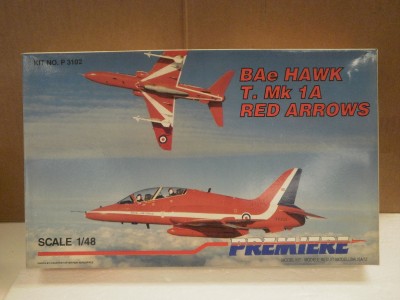 KIT NO. P 3102
BAe HAWK
T. Mk 1A
RED ARROWS
SCALE 1/48
PREMIERE